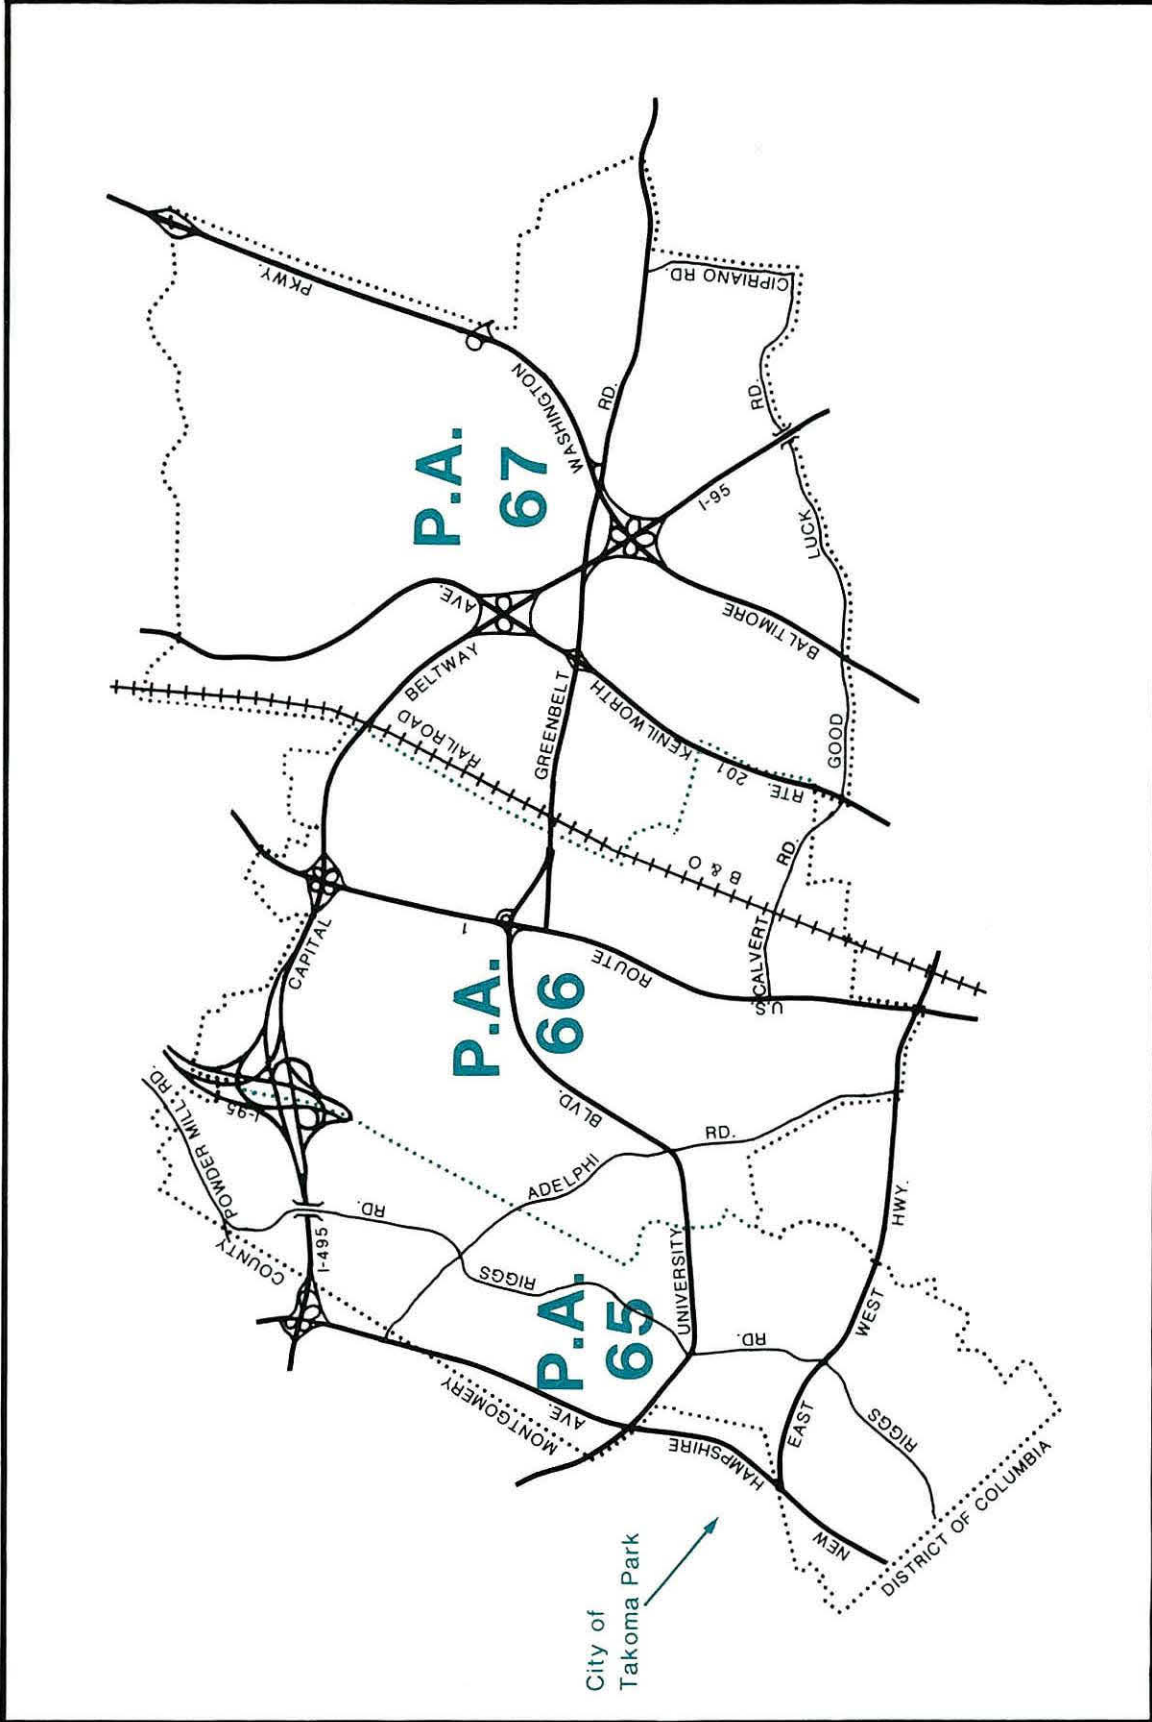 PKWY.
WASHINGTON
RD.
CIPRIANO RD.
RD.
P.A.
67
I-95
LUCK
AVE.
BALTIMORE
BELTWAY
RAILROAD
GREENBELT
KENILWORTH
201
RTE.
GOOD
RD.
B & O
CAPITAL
1
ROUTE
CALVERT
U.S.
P.A.
66
POWDER MILL RD.
I-95
BLVD.
RD.
ADELPHI
RD.
HWY.
COUNTY
I-495
RIGGS
P.A.
65
UNIVERSITY
RD.
WEST
MONTGOMERY
AVE.
HAMPSHIRE
EAST
RIGGS
NEW
DISTRICT OF COLUMBIA
City of
Takoma Park